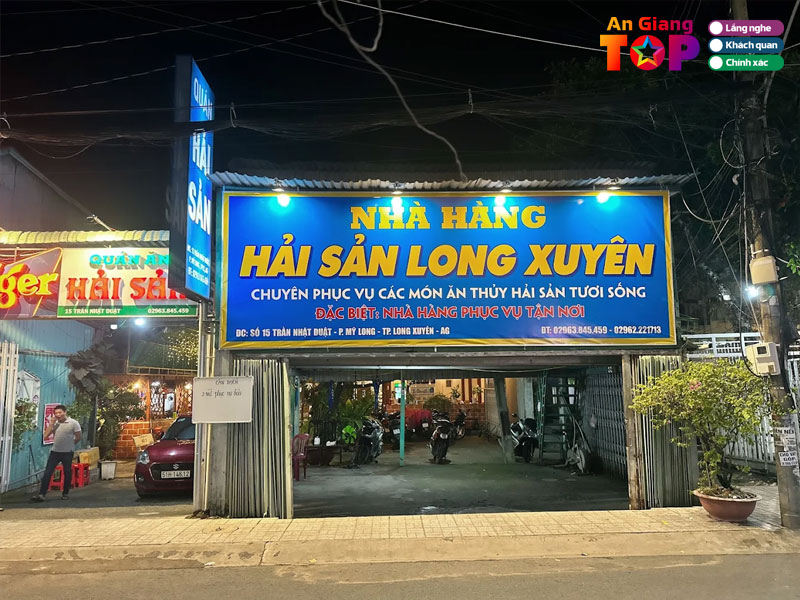 An Giang
TOP
Lắng nghe
Khách quan
Chính xác
QUÁN
HẢI
SẢN
NHÀ HÀNG
HẢI SẢN LONG XUYÊN
CHUYÊN PHỤC VỤ CÁC MÓN ĂN THỦY HẢI SẢN TƯƠI SỐNG
ĐẶC BIỆT: NHÀ HÀNG PHỤC VỤ TẬN NƠI
ĐC: SỐ 15 TRẦN NHẬT DUẬT - P. MỸ LONG - TP. LONG XUYÊN - AG
ĐT: 02963.845.459 - 02962.221713
QUÁN ĂN
HẢI SẢN
15 TRẦN NHẬT DUẬT
02963.845.459
CẦN THÊM